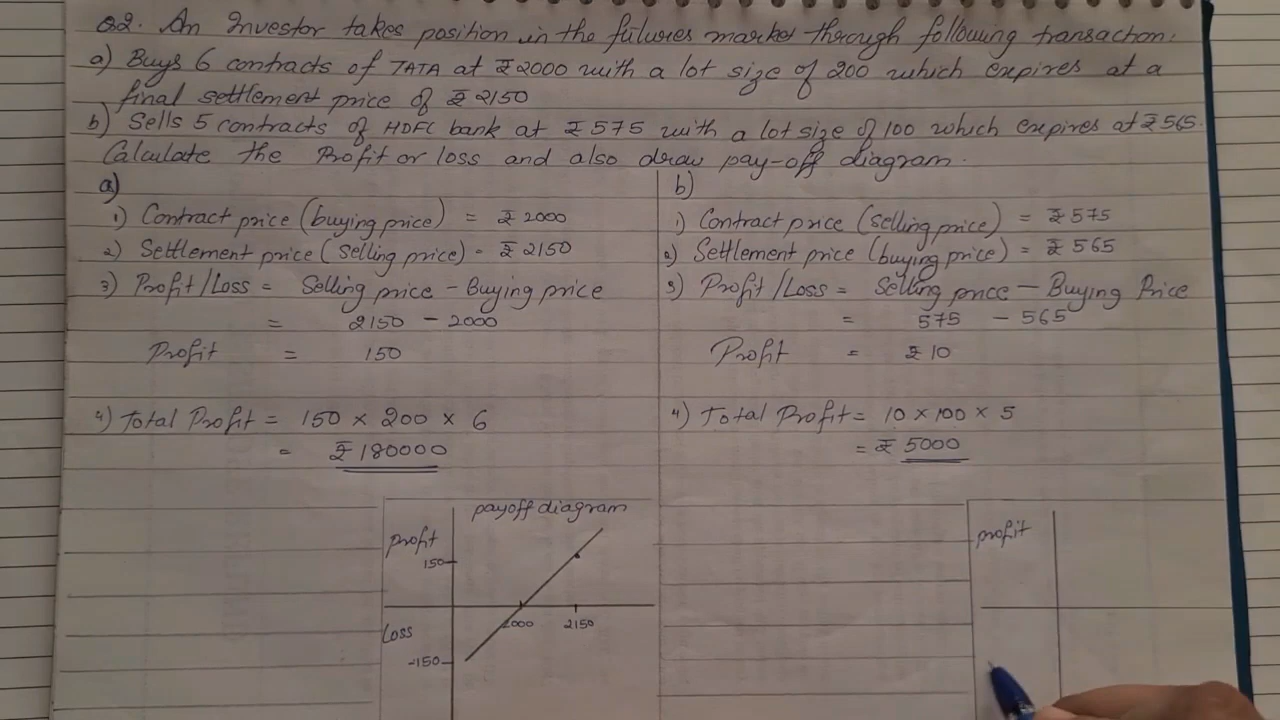 Q2. An Investor takes position in the futures market through following transaction.
a) Buys 6 contracts of TATA at ₹2000 with a lot size of 200 which expires at a
final settlement price of ₹2150
b) Sells 5 contracts of HDFC bank at ₹575 with a lot size of 100 which expires at ₹565.
Calculate the Profit or loss and also draw pay-off diagram.
a)
1) Contract price (buying price) = ₹2000
2) Settlement price (selling price) = ₹2150
3) Profit/Loss = Selling price - Buying price
= 2150 - 2000
Profit = 150
4) Total Profit = 150 × 200 × 6
= ₹180000
payoff diagram
profit
150
2000 2150
Loss
-150
b)
1) Contract price (selling price) = ₹575
2) Settlement price (buying price) = ₹565
3) Profit/Loss = Selling price - Buying Price
= 575 - 565
Profit = ₹10
4) Total Profit = 10 × 100 × 5
= ₹5000
profit